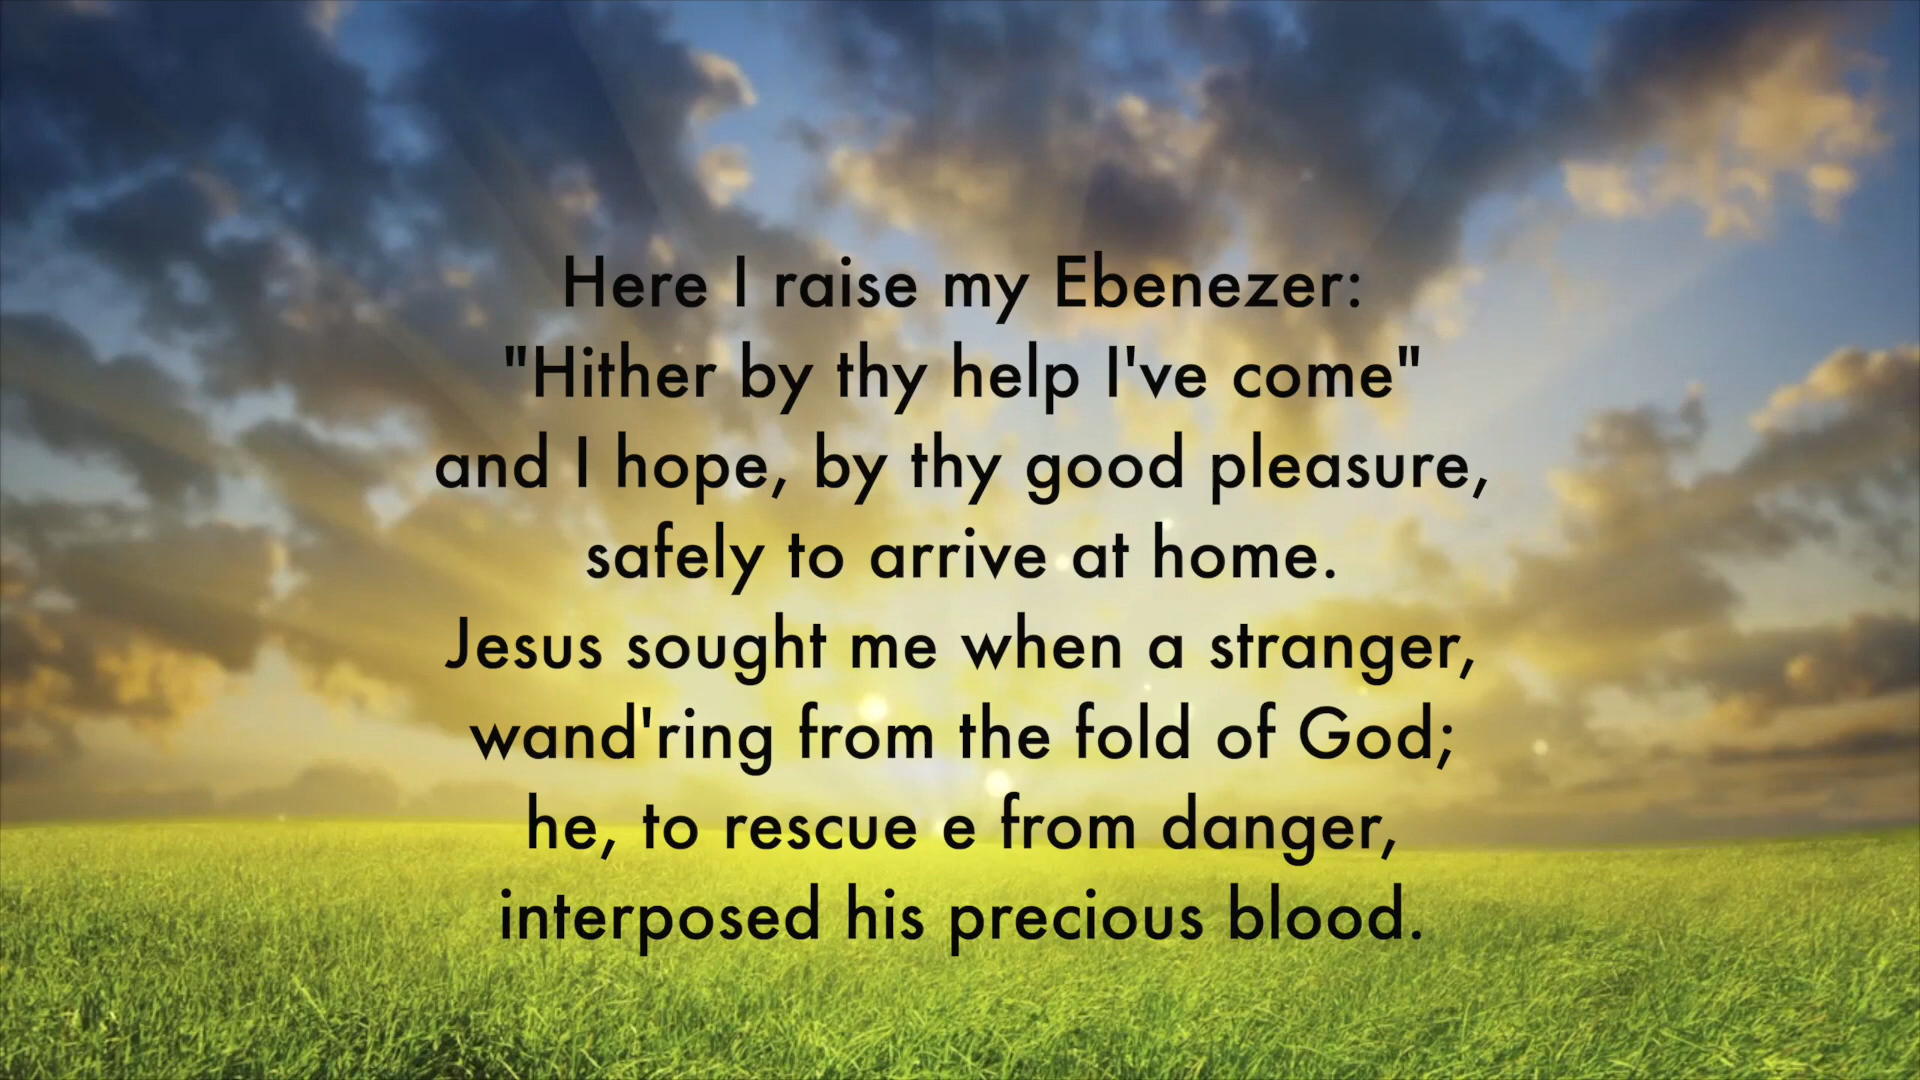 Here I raise my Ebenezer:
"Hither by thy help I've come"
and I hope, by thy good pleasure,
safely to arrive at home.
Jesus sought me when a stranger,
wand'ring from the fold of God;
he, to rescue e from danger,
interposed his precious blood.